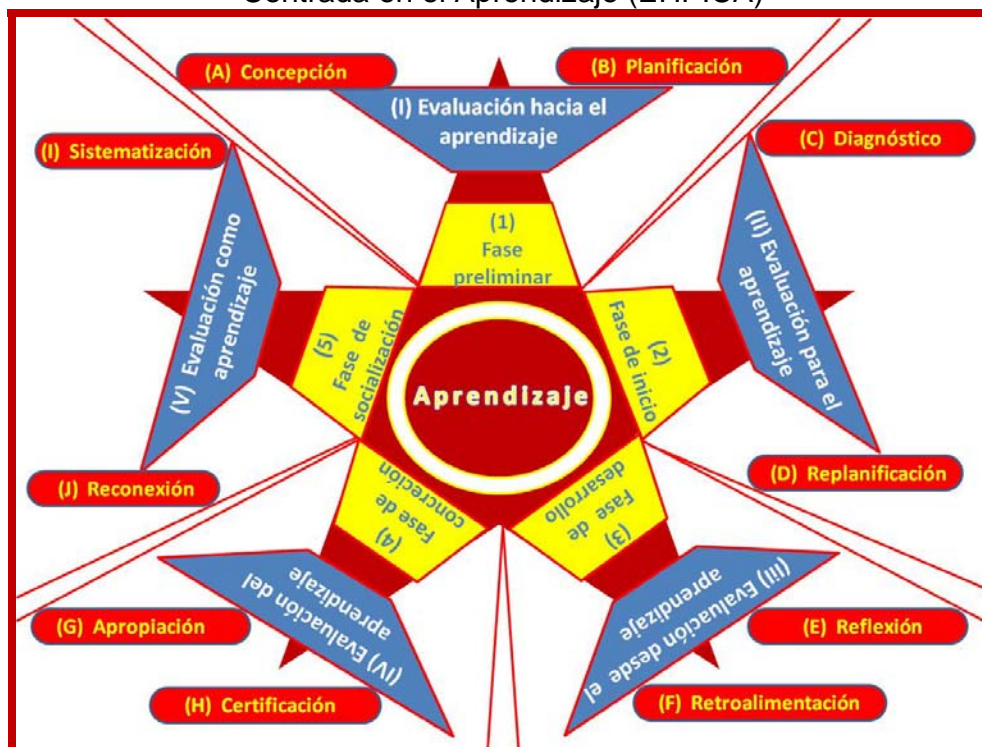 Centrada en el Aprendizaje
(A) Concepción
(B) Planificación
(I) Evaluación hacia el
aprendizaje
(I) Sistematización
(C) Diagnóstico
(1)
Fase
preliminar
(V) Evaluación como
aprendizaje
(5)
Fase de
socialización
(2)
Fase de inicio
(II) Evaluación para el
aprendizaje
Aprendizaje
(J) Reconexión
(D) Replanificación
(4)
Fase de
concreción
(3)
Fase de
desarrollo
(IV) Evaluación del
aprendizaje
(Iii) Evaluación desde el
aprendizaje
(G) Apropiación
(E) Reflexión
(H) Certificación
(F) Retroalimentación